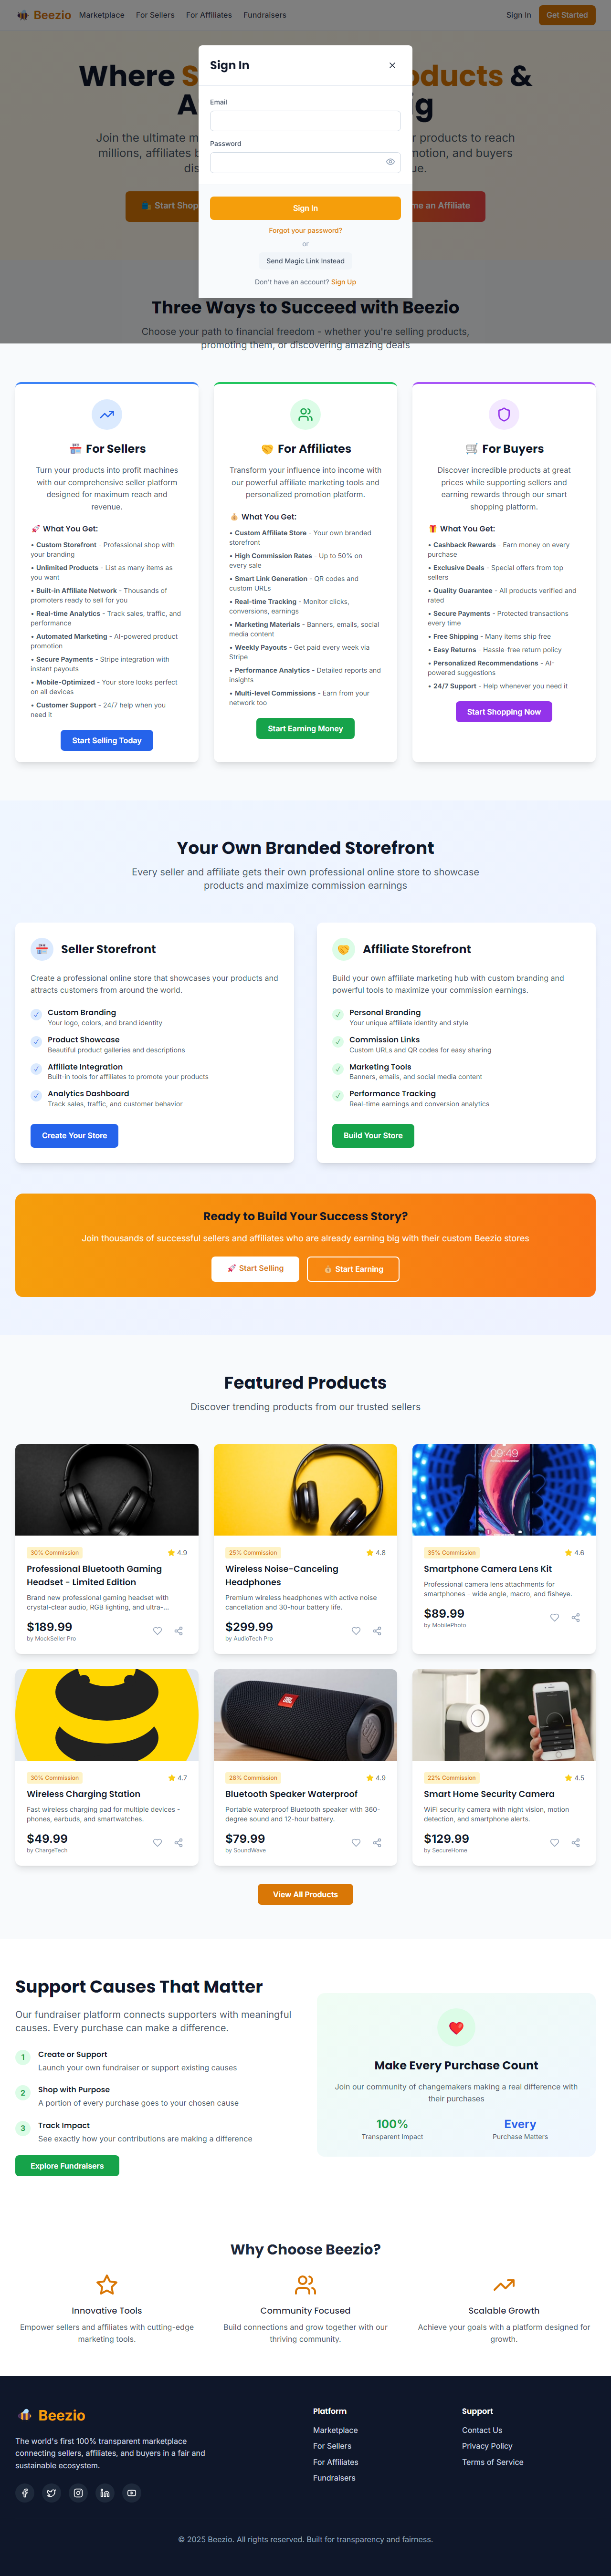 Beezio
Marketplace
For Sellers
For Affiliates
Fundraisers
Sign In
Get Started
Where S
oducts &
A
g
Join the ultimate m
r products to reach
millions, affiliates b
motion, and buyers
dis
ue.
Start Shop
me an Affiliate
Sign In
Email
Password
Sign In
Forgot your password?
or
Send Magic Link Instead
Don't have an account? Sign Up
Three Ways to Succeed with Beezio
Choose your path to financial freedom - whether you're selling products,
promoting them, or discovering amazing deals
For Sellers
Turn your products into profit machines
with our comprehensive seller platform
designed for maximum reach and
revenue.
What You Get:
• Custom Storefront - Professional shop with
your branding
• Unlimited Products - List as many items as
you want
• Built-in Affiliate Network - Thousands of
promoters ready to sell for you
• Real-time Analytics - Track sales, traffic, and
performance
• Automated Marketing - AI-powered product
promotion
• Secure Payments - Stripe integration with
instant payouts
• Mobile-Optimized - Your store looks perfect
on all devices
• Customer Support - 24/7 help when you
need it
Start Selling Today
For Affiliates
Transform your influence into income with
our powerful affiliate marketing tools and
personalized promotion platform.
What You Get:
• Custom Affiliate Store - Your own branded
storefront
• High Commission Rates - Up to 50% on
every sale
• Smart Link Generation - QR codes and
custom URLs
• Real-time Tracking - Monitor clicks,
conversions, earnings
• Marketing Materials - Banners, emails, social
media content
• Weekly Payouts - Get paid every week via
Stripe
• Performance Analytics - Detailed reports and
insights
• Multi-level Commissions - Earn from your
network too
Start Earning Money
For Buyers
Discover incredible products at great
prices while supporting sellers and
earning rewards through our smart
shopping platform.
What You Get:
• Cashback Rewards - Earn money on every
purchase
• Exclusive Deals - Special offers from top
sellers
• Quality Guarantee - All products verified and
rated
• Secure Payments - Protected transactions
every time
• Free Shipping - Many items ship free
• Easy Returns - Hassle-free return policy
• Personalized Recommendations - AI-
powered suggestions
• 24/7 Support - Help whenever you need it
Start Shopping Now
Your Own Branded Storefront
Every seller and affiliate gets their own professional online store to showcase
products and maximize commission earnings
Seller Storefront
Create a professional online store that showcases your products and
attracts customers from around the world.
✓ Custom Branding
Your logo, colors, and brand identity
✓ Product Showcase
Beautiful product galleries and descriptions
✓ Affiliate Integration
Built-in tools for affiliates to promote your products
✓ Analytics Dashboard
Track sales, traffic, and customer behavior
Create Your Store
Affiliate Storefront
Build your own affiliate marketing hub with custom branding and
powerful tools to maximize your commission earnings.
✓ Personal Branding
Your unique affiliate identity and style
✓ Commission Links
Custom URLs and QR codes for easy sharing
✓ Marketing Tools
Banners, emails, and social media content
✓ Performance Tracking
Real-time earnings and conversion analytics
Build Your Store
Ready to Build Your Success Story?
Join thousands of successful sellers and affiliates who are already earning big with their custom Beezio stores
Start Selling
Start Earning
Featured Products
Discover trending products from our trusted sellers
30% Commission
4.9
Professional Bluetooth Gaming
Headset - Limited Edition
Brand new professional gaming headset with
crystal-clear audio, RGB lighting, and ultra-...
$189.99
by MockSeller Pro
25% Commission
4.8
Wireless Noise-Canceling
Headphones
Premium wireless headphones with active noise
cancellation and 30-hour battery life.
$299.99
by AudioTech Pro
09:49
35% Commission
4.6
Smartphone Camera Lens Kit
Professional camera lens attachments for
smartphones - wide angle, macro, and fisheye.
$89.99
by MobilePhoto
30% Commission
4.7
Wireless Charging Station
Fast wireless charging pad for multiple devices -
phones, earbuds, and smartwatches.
$49.99
by ChargeTech
JBL
28% Commission
4.9
Bluetooth Speaker Waterproof
Portable waterproof Bluetooth speaker with 360-
degree sound and 12-hour battery.
$79.99
by SoundWave
22% Commission
4.5
Smart Home Security Camera
WiFi security camera with night vision, motion
detection, and smartphone alerts.
$129.99
by SecureHome
View All Products
Support Causes That Matter
Our fundraiser platform connects supporters with meaningful
causes. Every purchase can make a difference.
1 Create or Support
Launch your own fundraiser or support existing causes
2 Shop with Purpose
A portion of every purchase goes to your chosen cause
3 Track Impact
See exactly how your contributions are making a difference
Explore Fundraisers
Make Every Purchase Count
Join our community of changemakers making a real difference with
their purchases
100%
Transparent Impact
Every
Purchase Matters
Why Choose Beezio?
Innovative Tools
Empower sellers and affiliates with cutting-edge
marketing tools.
Community Focused
Build connections and grow together with our
thriving community.
Scalable Growth
Achieve your goals with a platform designed for
growth.
Beezio
The world's first 100% transparent marketplace
connecting sellers, affiliates, and buyers in a fair and
sustainable ecosystem.
Platform
Marketplace
For Sellers
For Affiliates
Fundraisers
Support
Contact Us
Privacy Policy
Terms of Service
© 2025 Beezio. All rights reserved. Built for transparency and fairness.